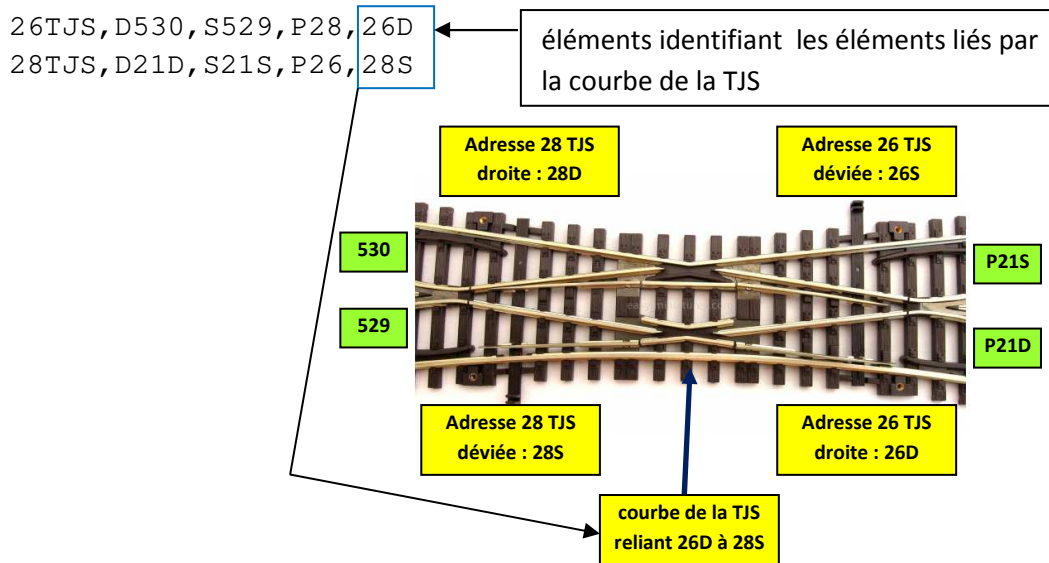 26TJS,D530,S529,P28,26D
28TJS,D21D,S21S,P26,28S
éléments identifiant les éléments liés par
la courbe de la TJS
Adresse 28 TJS
droite : 28D
Adresse 26 TJS
déviée : 26S
530
P21S
529
P21D
Adresse 28 TJS
déviée : 28S
Adresse 26 TJS
droite : 26D
courbe de la TJS
reliant 26D à 28S